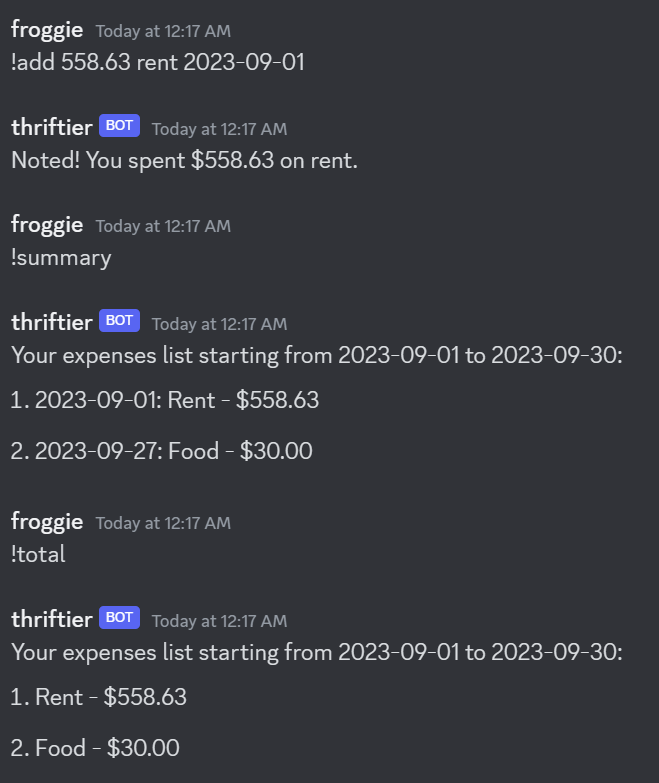 froggie Today at 12:17 AM
!add 558.63 rent 2023-09-01
thriftier BOT Today at 12:17 AM
Noted! You spent $558.63 on rent.
froggie Today at 12:17 AM
!summary
thriftier BOT Today at 12:17 AM
Your expenses list starting from 2023-09-01 to 2023-09-30:
1. 2023-09-01: Rent - $558.63
2. 2023-09-27: Food - $30.00
froggie Today at 12:17 AM
!total
thriftier BOT Today at 12:17 AM
Your expenses list starting from 2023-09-01 to 2023-09-30:
1. Rent - $558.63
2. Food - $30.00